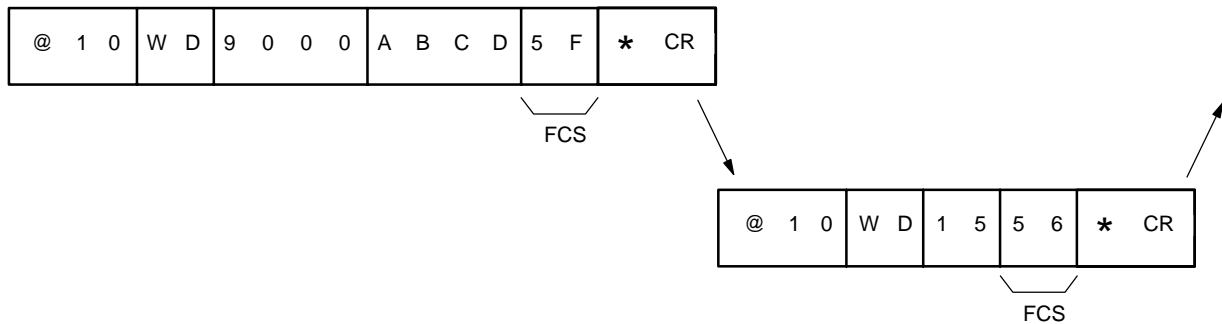 @ 1 0 W D 9 0 0 0 A B C D 5 F * CR
FCS
@ 1 0 W D 1 5 5 6 * CR
FCS